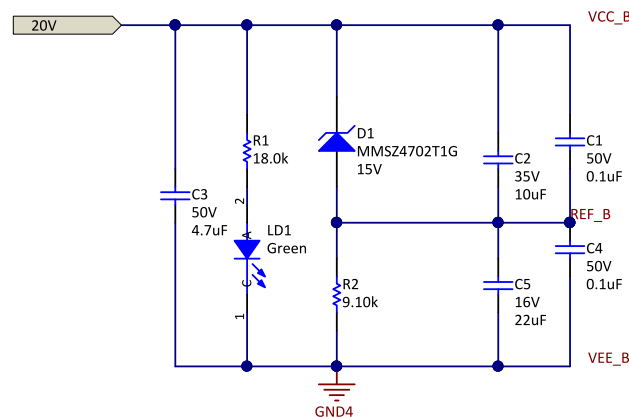 20V
VCC_B
R1
18.0k
D1
MMSZ4702T1G
15V
C1
50V
0.1uF
C2
35V
10uF
C3
50V
4.7uF
2
A
LD1
Green
C
1
REF_B
C4
50V
0.1uF
R2
9.10k
C5
16V
22uF
VEE_B
GND4